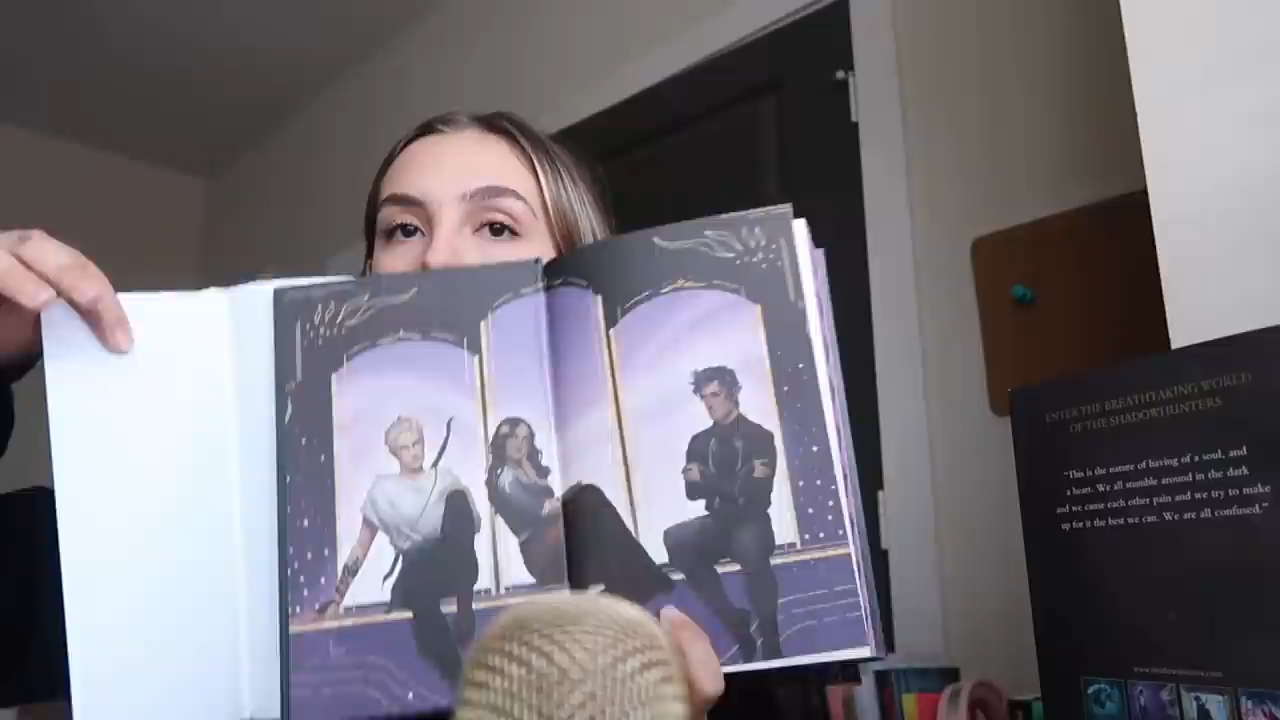 ENTER THE BREATHTAKING WORLD
OF THE SHADOWHUNTERS
“This is the nature of having of a soul, and
a heart. We all stumble around in the dark
and we cause each other pain and we try to make
up for it the best we can. We are all confused.”